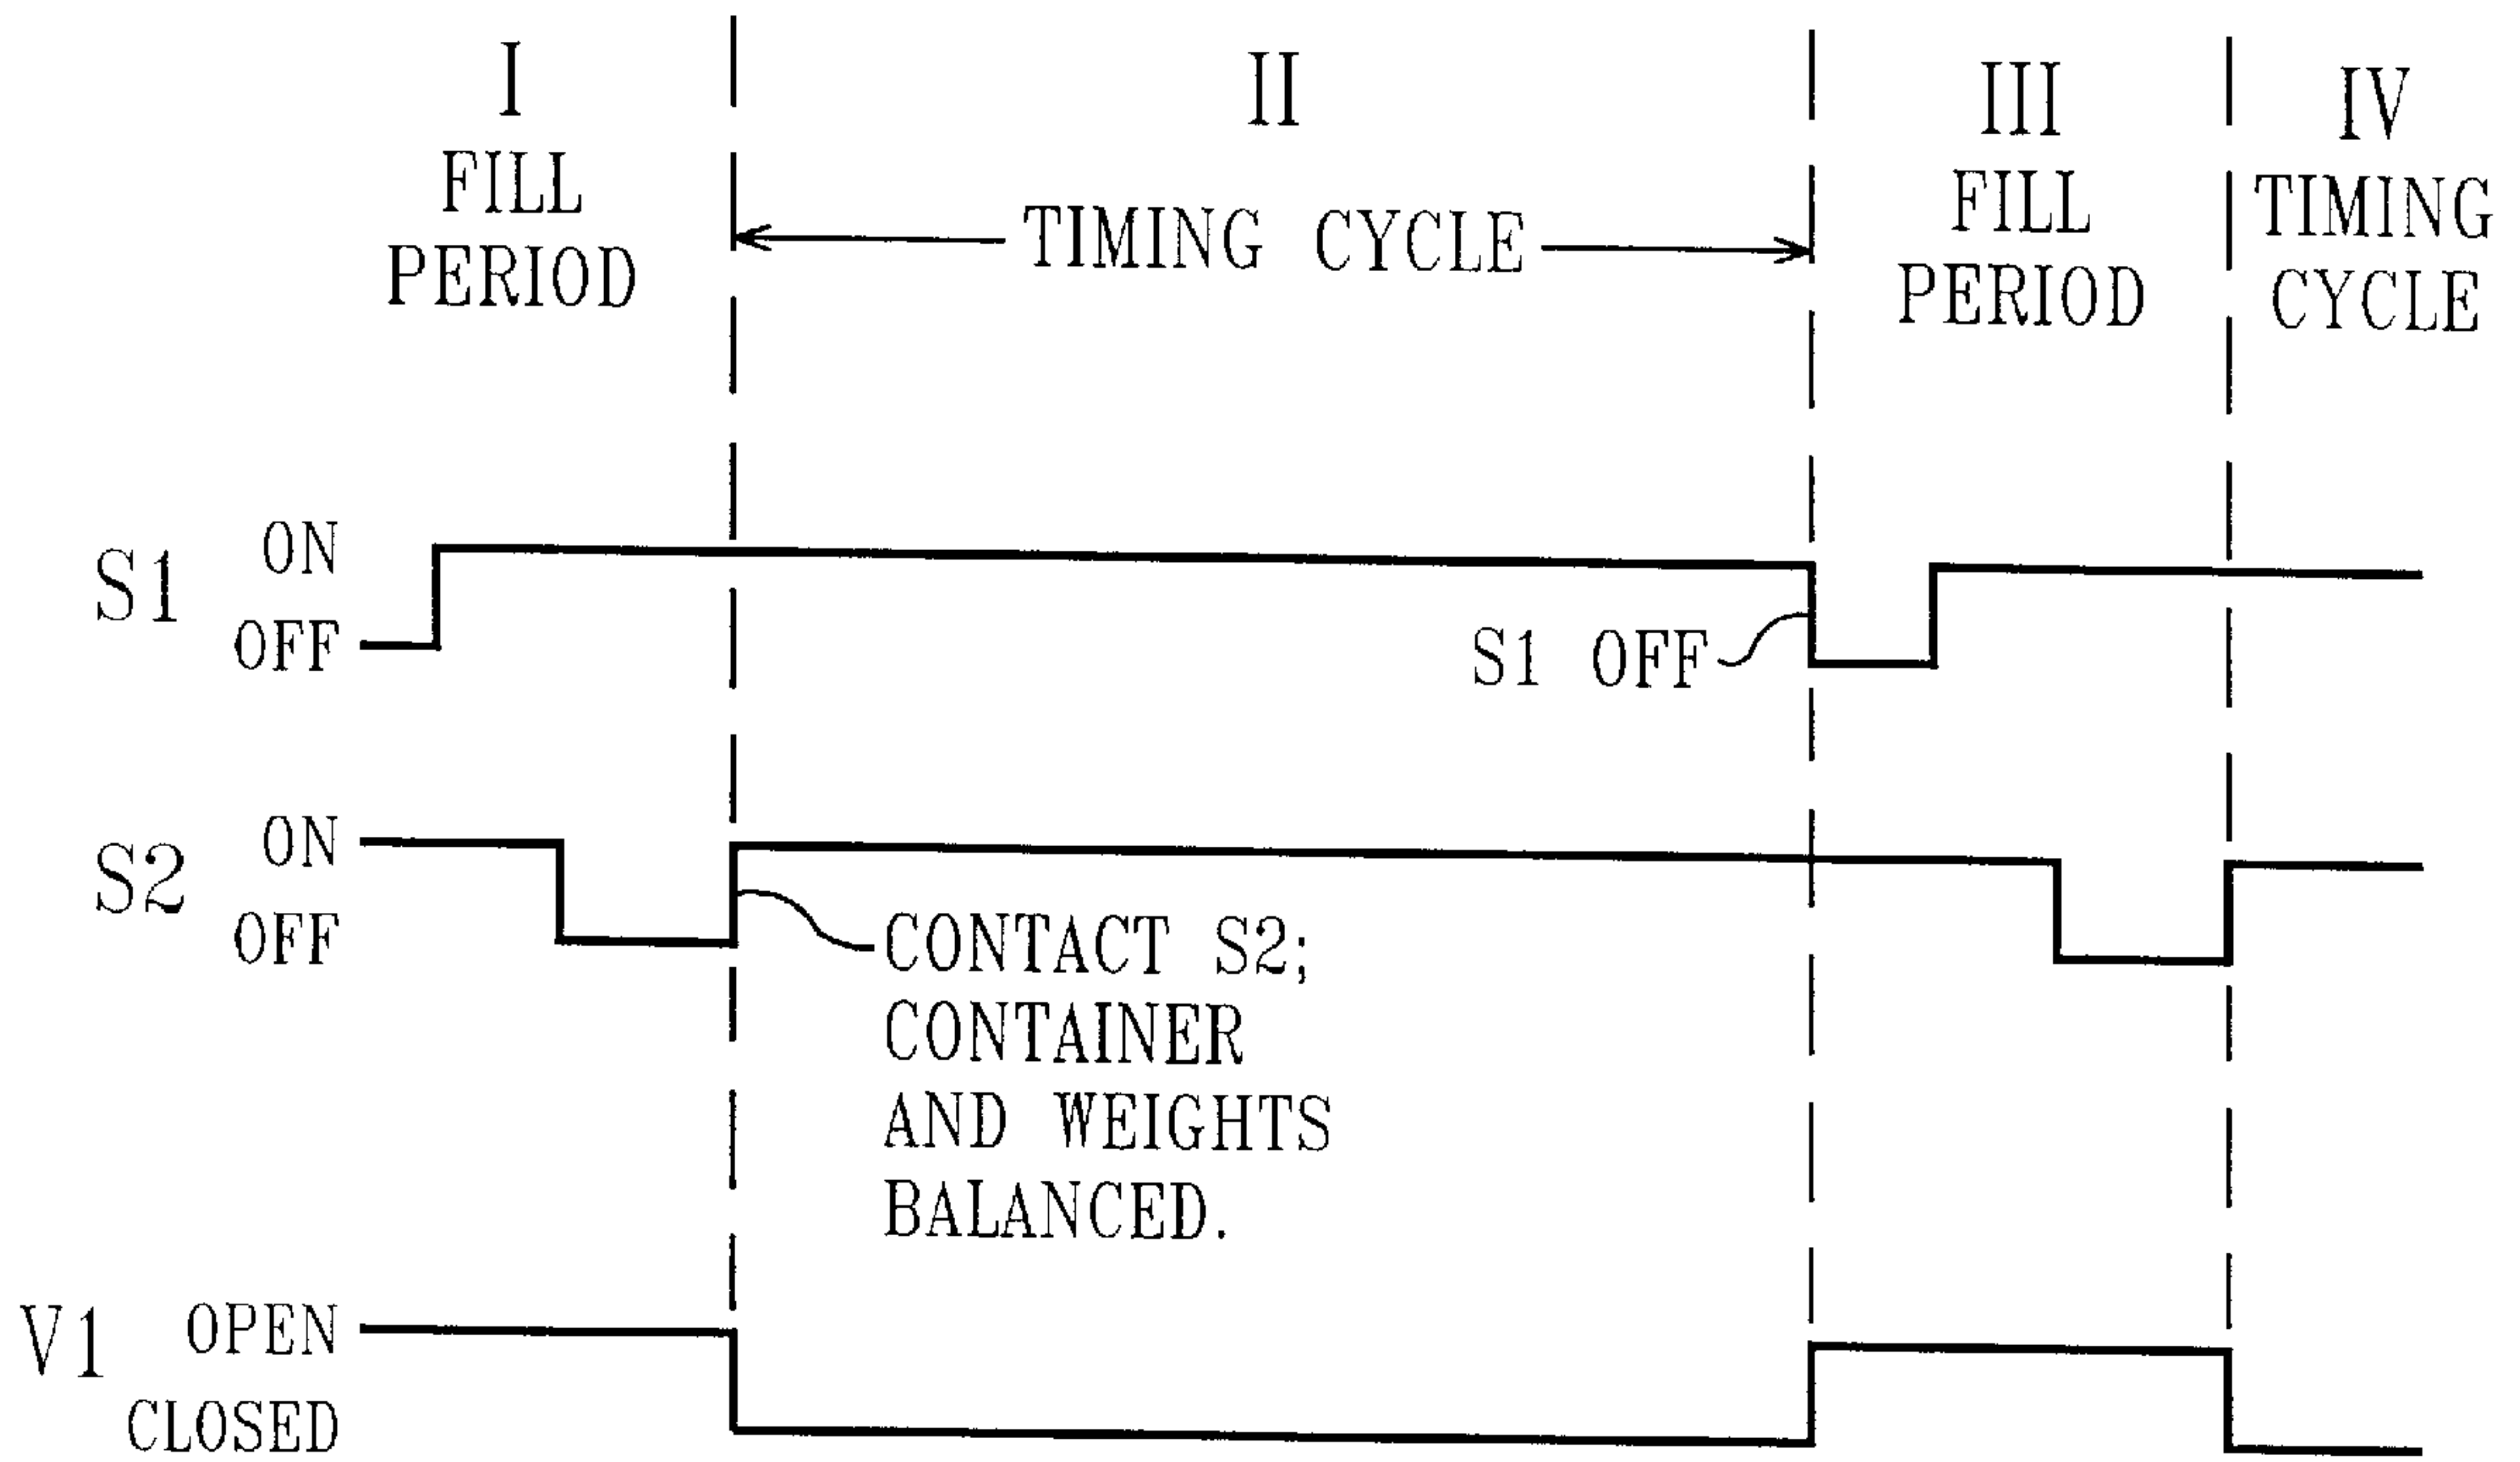 I
FILL
PERIOD
II
TIMING CYCLE
III
FILL
PERIOD
IV
TIMING
CYCLE
S1
ON
OFF
S1 OFF
S2
ON
OFF
CONTACT S2;
CONTAINER
AND WEIGHTS
BALANCED.
V1
OPEN
CLOSED